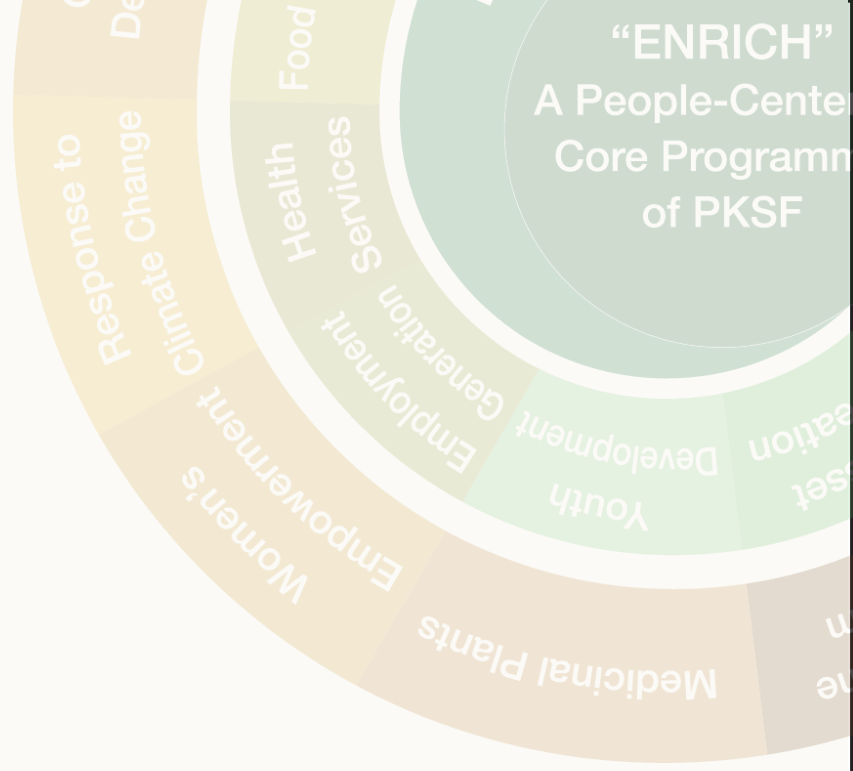 “ENRICH”
A People-Center
Core Programm
of PKSF
Food
Health
Services
Employment
Generation
Youth
Development
Response to
Climate Change
Women's
Empowerment
Medicinal Plants